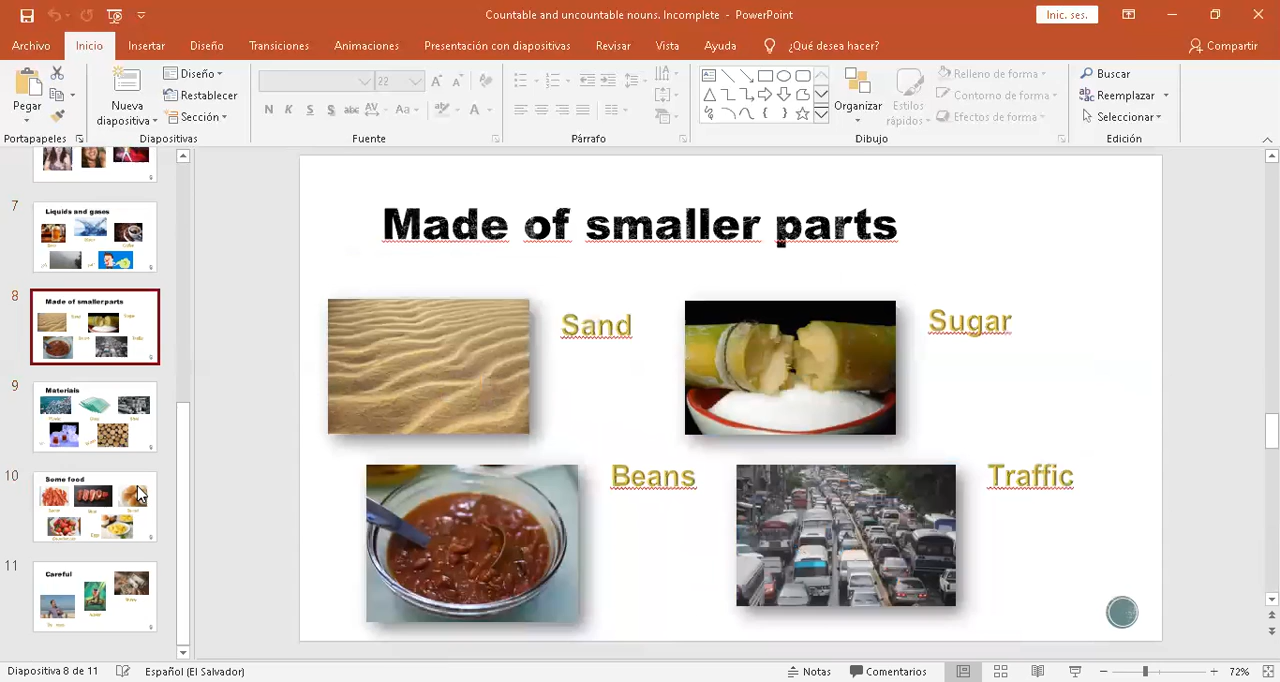 Countable and uncountable nouns. Incomplete - PowerPoint
Inic. ses.
Archivo Inicio Insertar Diseño Transiciones Animaciones Presentación con diapositivas Revisar Vista Ayuda ¿Qué desea hacer? Compartir
Pegar
Nueva diapositiva
Diseño
Restablecer
Sección
22
N K S S abc AV Aa A
Organizar
Estilos rápidos
Relleno de forma
Contorno de forma
Efectos de forma
Buscar
Reemplazar
Seleccionar
Portapapeles Diapositivas Fuente Párrafo Dibujo Edición
7
Liquids and gases
8
Made of smaller parts
9
Materials
10
Some food
11
Careful
Made of smaller parts
Sand
Sugar
Beans
Traffic
Diapositiva 8 de 11 Español (El Salvador) Notas Comentarios 72%